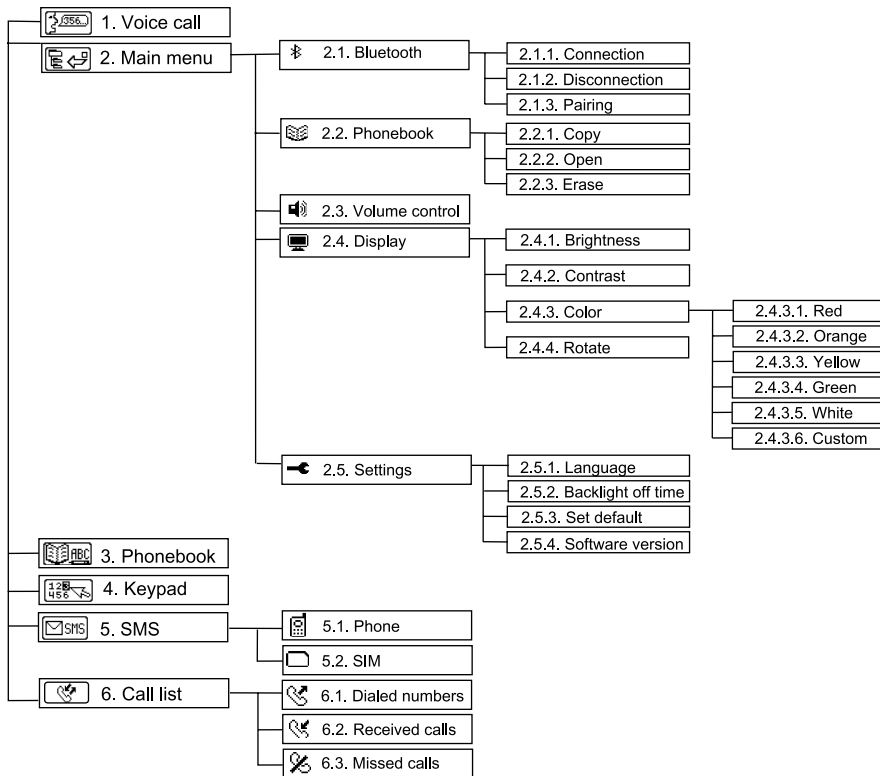 1356...
1. Voice call
2. Main menu
2.1. Bluetooth
2.1.1. Connection
2.1.2. Disconnection
2.1.3. Pairing
2.2. Phonebook
2.2.1. Copy
2.2.2. Open
2.2.3. Erase
2.3. Volume control
2.4. Display
2.4.1. Brightness
2.4.2. Contrast
2.4.3. Color
2.4.3.1. Red
2.4.3.2. Orange
2.4.3.3. Yellow
2.4.3.4. Green
2.4.3.5. White
2.4.3.6. Custom
2.4.4. Rotate
2.5. Settings
2.5.1. Language
2.5.2. Backlight off time
2.5.3. Set default
2.5.4. Software version
ABC 3. Phonebook
123
456
4. Keypad
SMS 5. SMS
5.1. Phone
5.2. SIM
6. Call list
6.1. Dialed numbers
6.2. Received calls
6.3. Missed calls